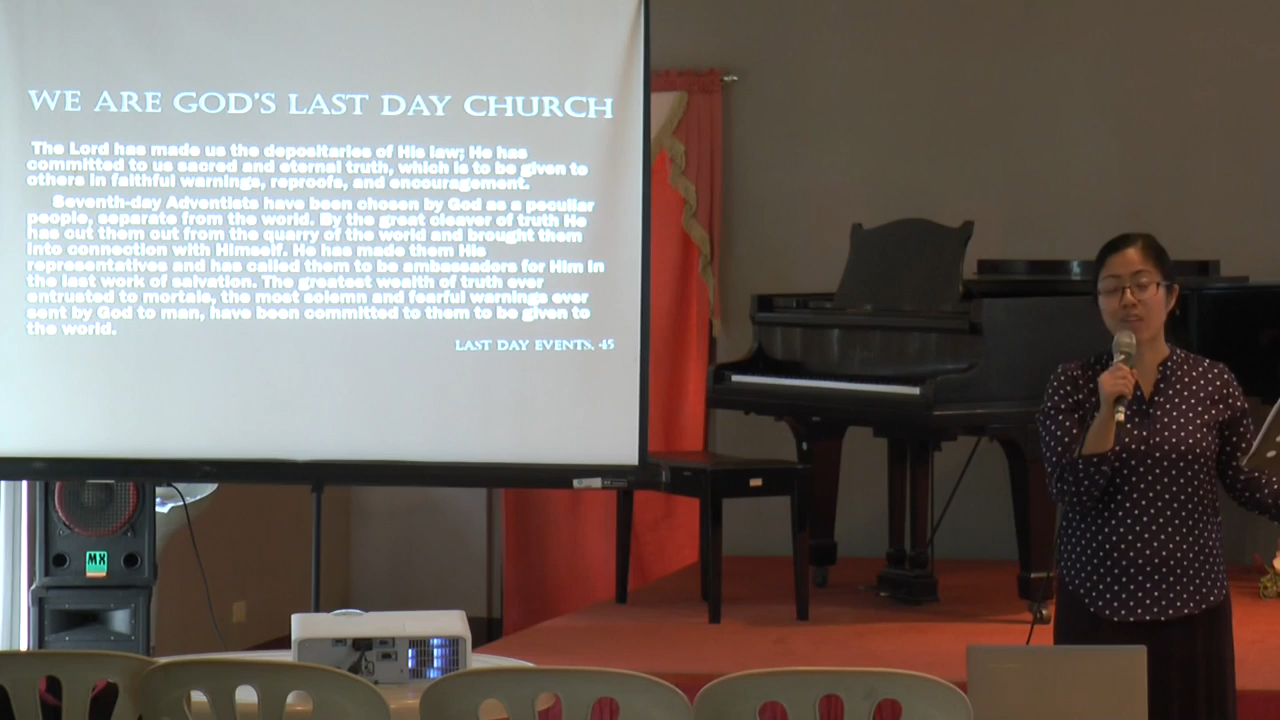 WE ARE GOD'S LAST DAY CHURCH
The Lord has made us the depositaries of His law; He has
committed to us sacred and eternal truth, which is to be given to
others in faithful warnings, reproofs, and encouragement.
Seventh-day Adventists have been chosen by God as a peculiar
people, separate from the world. By the great cleaver of truth He
has cut them out from the quarry of the world and brought them
into connection with Himself. He has made them His
representatives and has called them to be ambassadors for Him in
the last work of salvation. The greatest wealth of truth ever
entrusted to mortals, the most solemn and fearful warnings ever
sent by God to man, have been committed to them to be given to
the world.
LAST DAY EVENTS, 45
MX